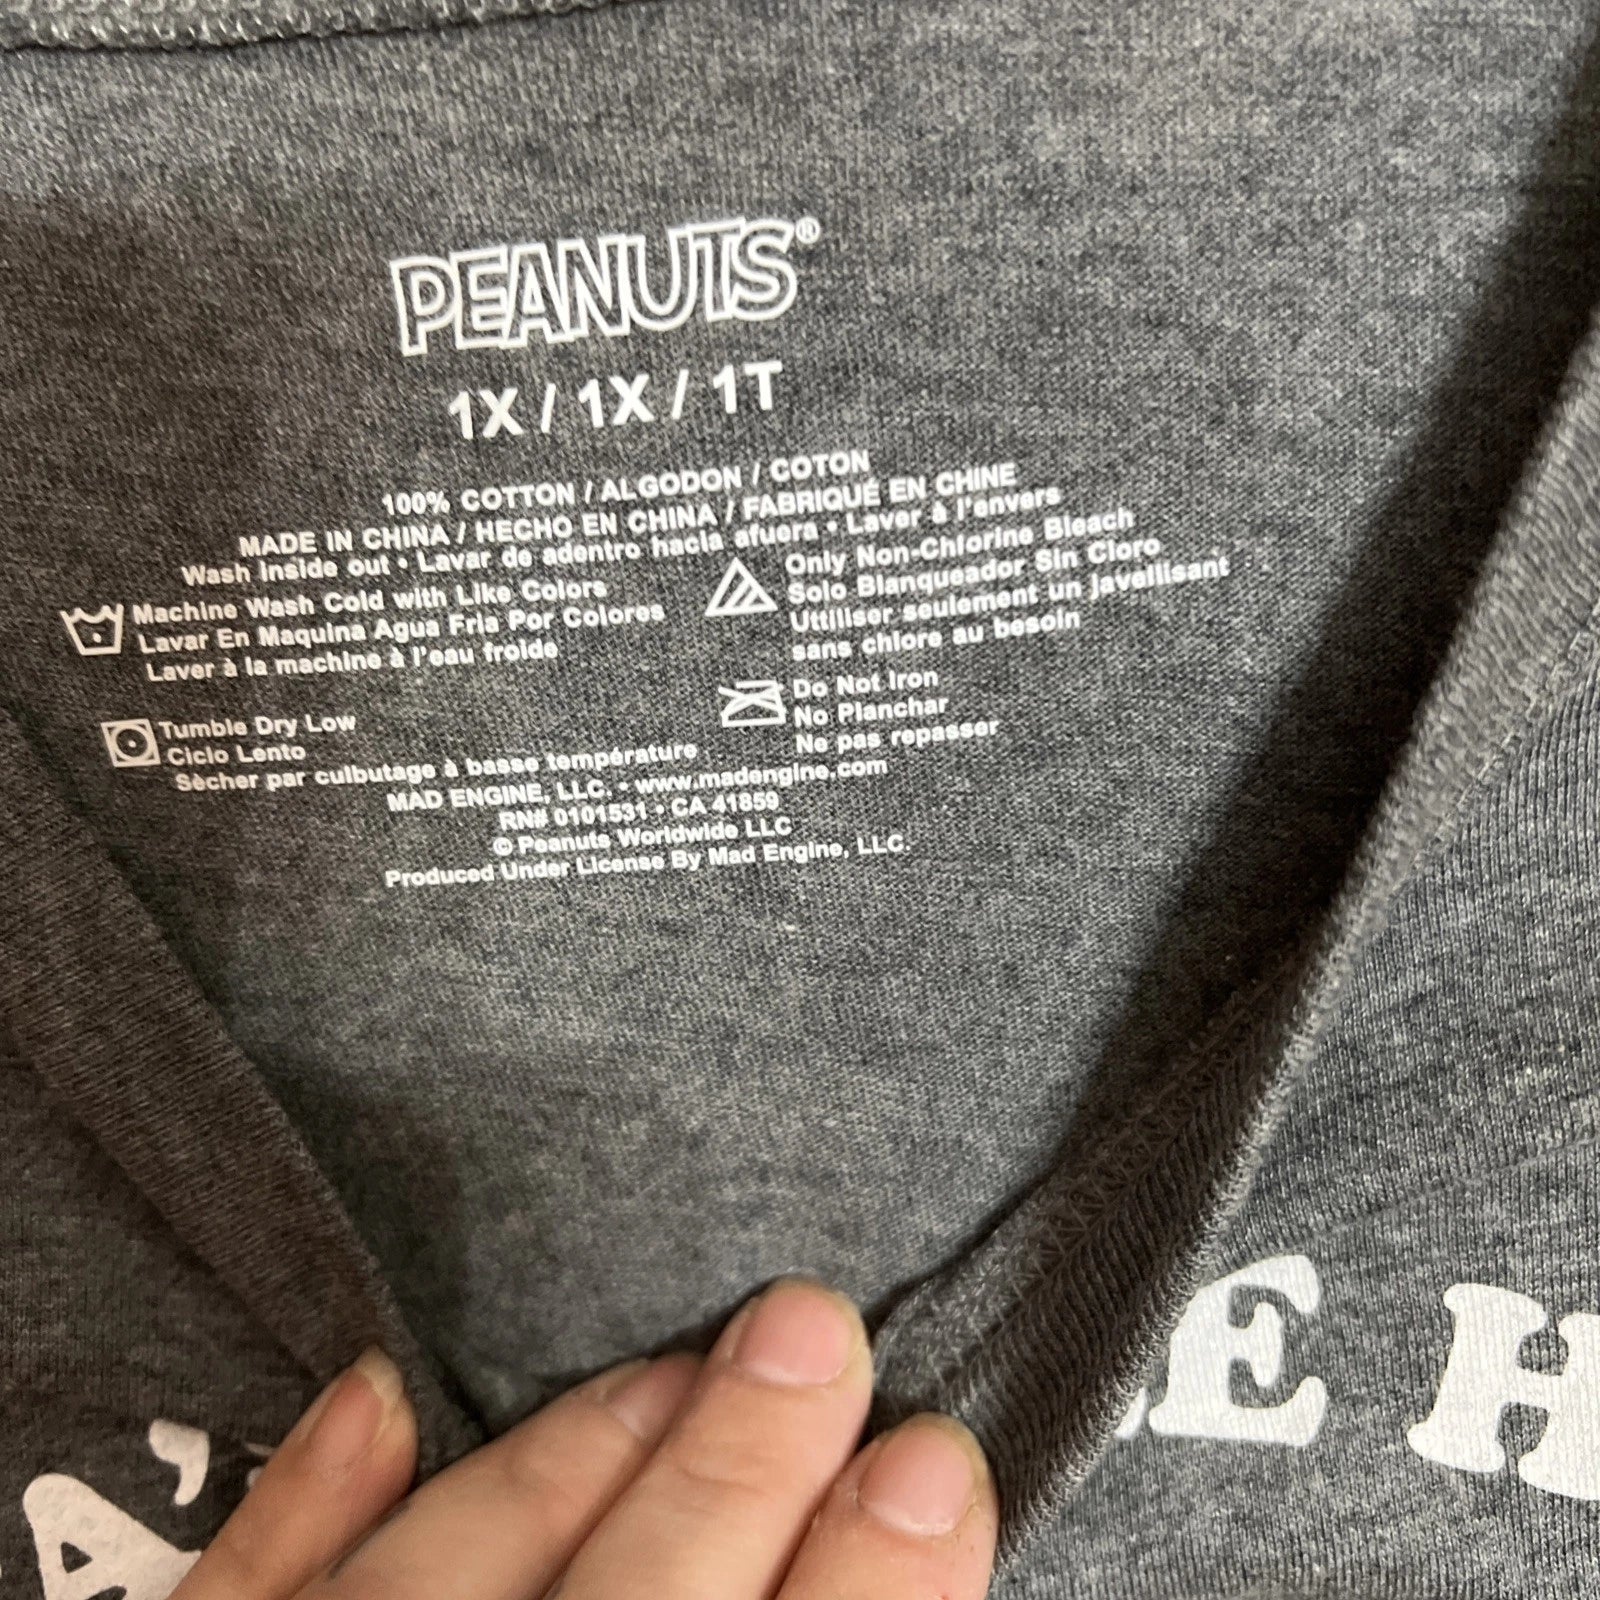 PEANUTS®
1X / 1X / 1T
100% COTTON / ALGODON / COTON
MADE IN CHINA / HECHO EN CHINA / FABRIQUÉ EN CHINE
Wash Inside out • Lavar de adentro hacia afuera • Laver à l'envers
Machine Wash Cold with Like Colors
Lavar En Maquina Agua Fria Por Colores
Laver à la machine à l'eau froide
Only Non-Chlorine Bleach
Solo Blanqueador Sin Cloro
Uttiliser seulement un javellisant
sans chlore au besoin
Tumble Dry Low
Ciclo Lento
Sècher par culbutage à basse température
Do Not Iron
No Planchar
Ne pas repasser
MAD ENGINE, LLC. • www.madengine.com
RN# 0101531 • CA 41859
© Peanuts Worldwide LLC
Produced Under License By Mad Engine, LLC.